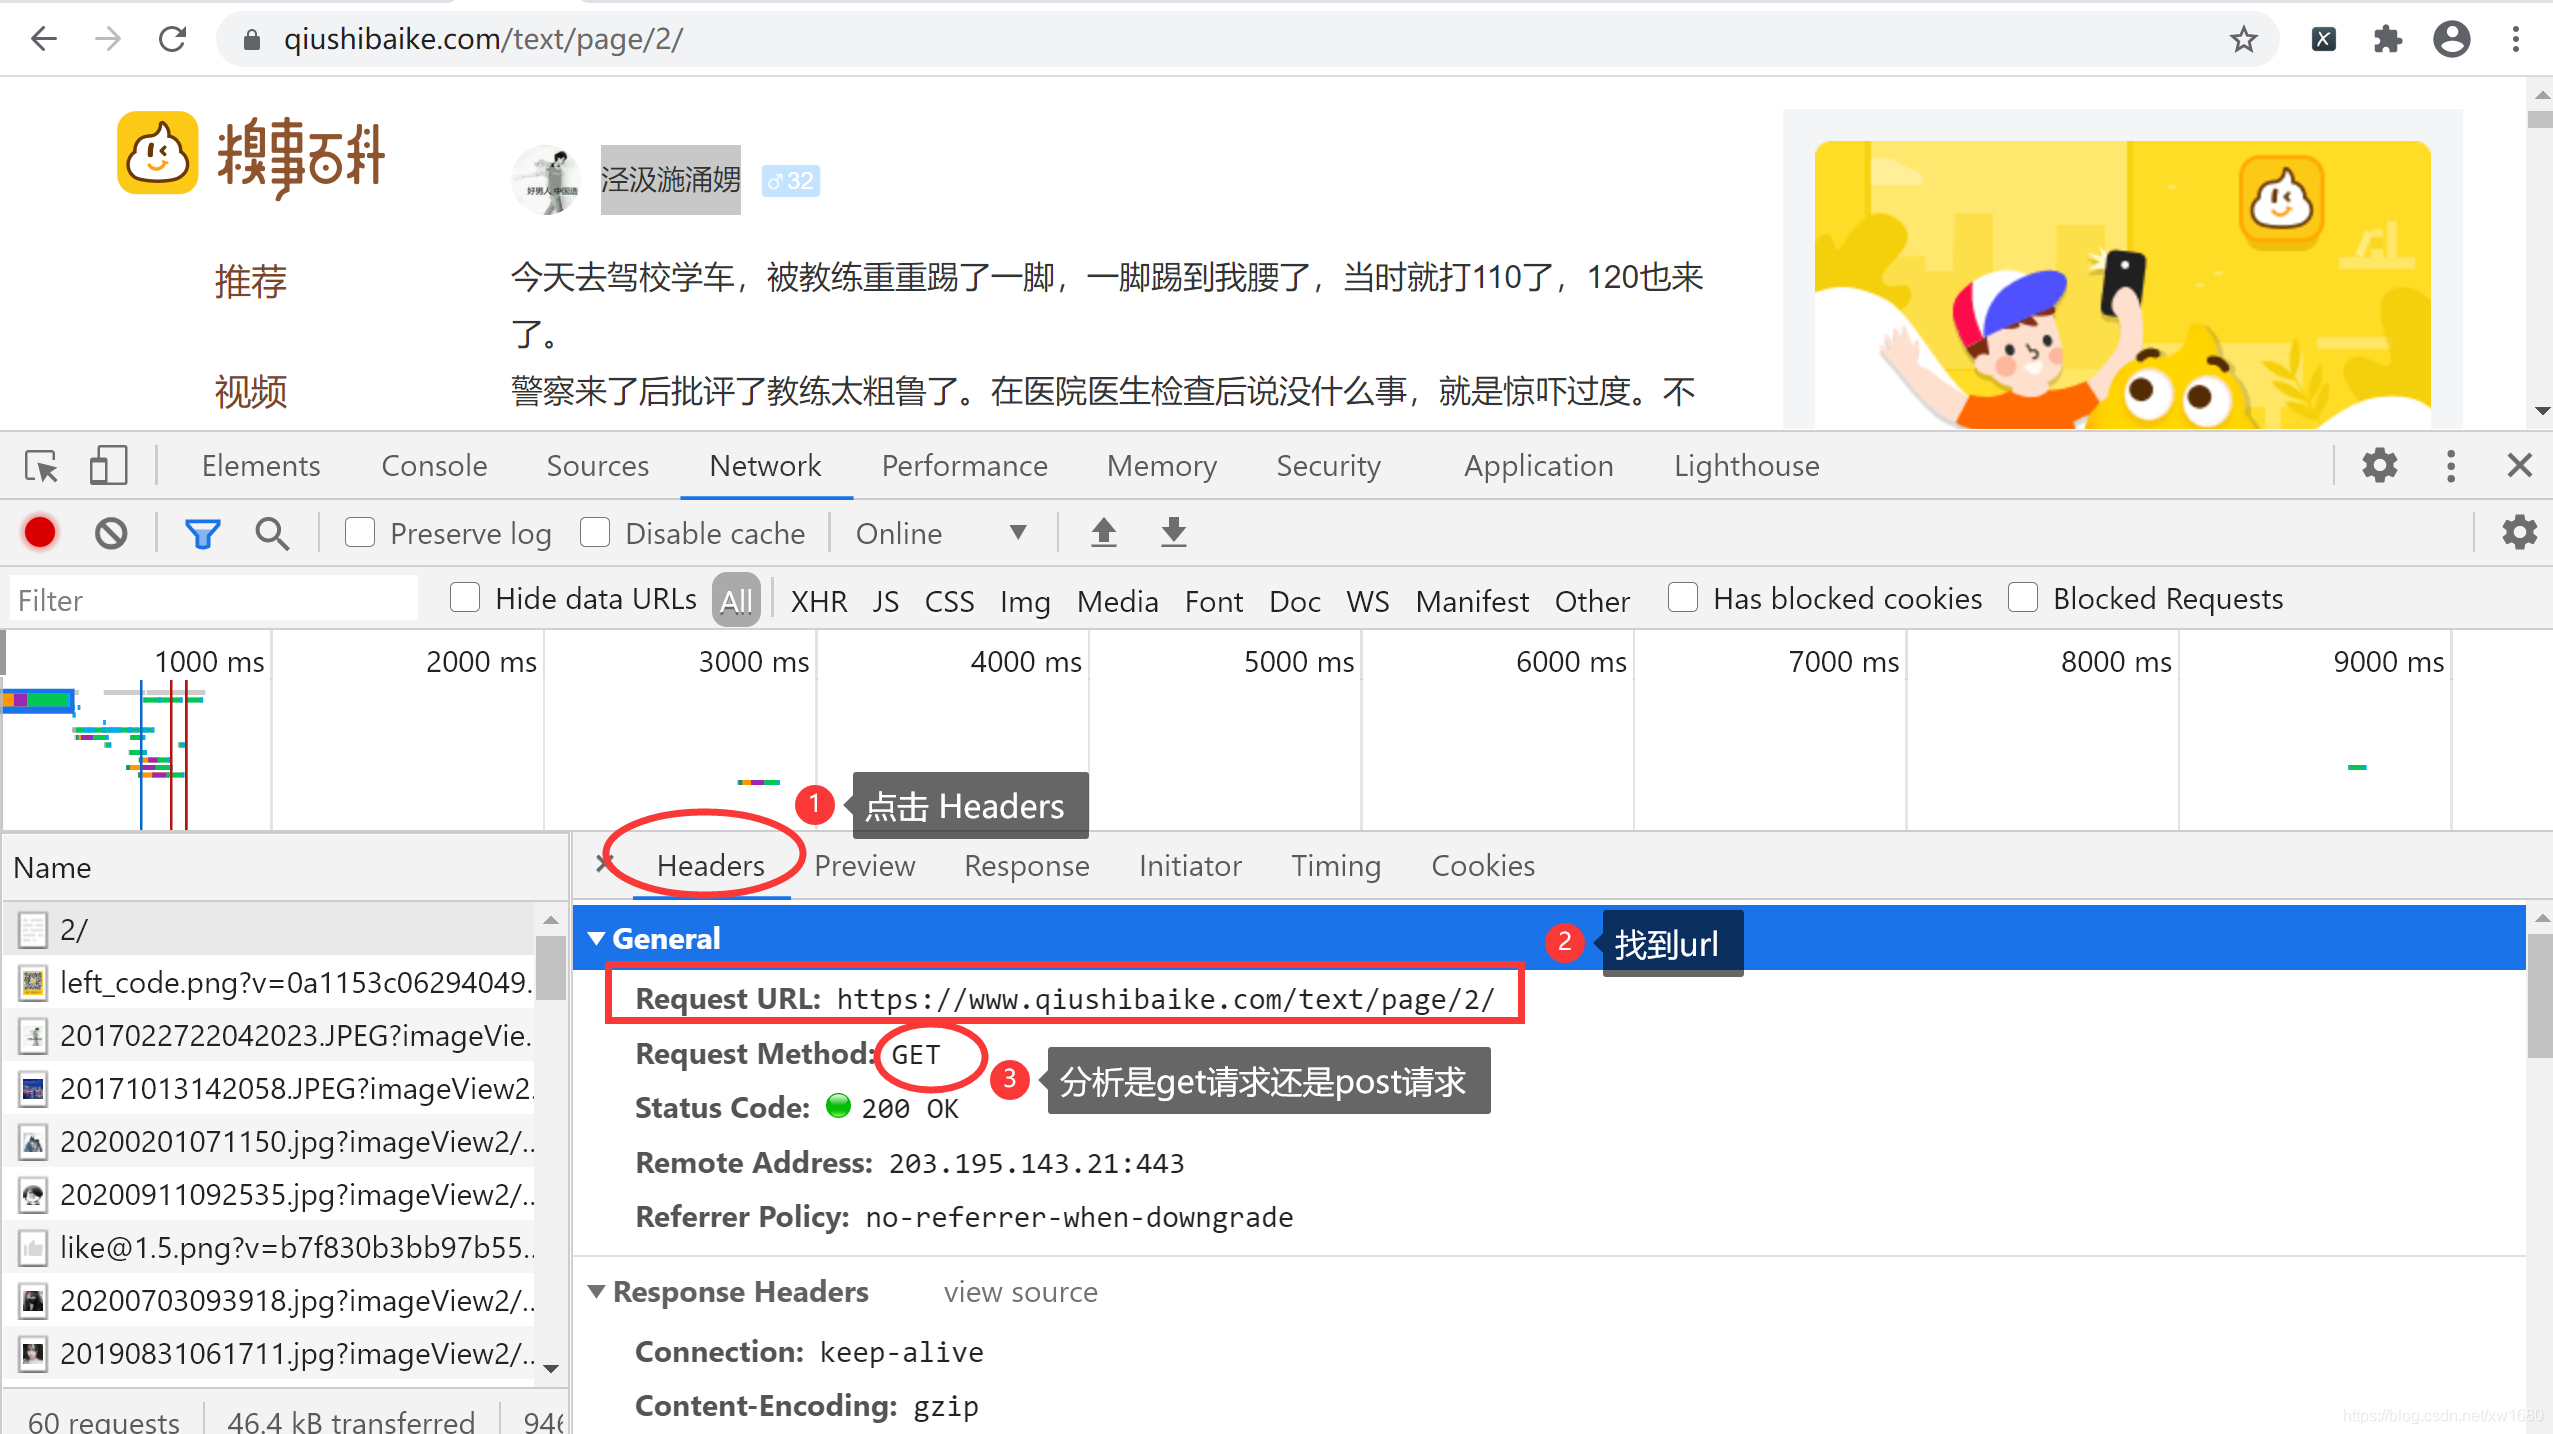 qiushibaike.com/text/page/2/
糗事百科
好男人 中国造
泾汲湤涌娚
♂32
推荐
今天去驾校学车，被教练重重踢了一脚，一脚踢到我腰了，当时就打110了，120也来
了。
视频
警察来了后批评了教练太粗鲁了。在医院医生检查后说没什么事，就是惊吓过度。不
Elements Console Sources Network Performance Memory Security Application Lighthouse
Preserve log Disable cache Online
Filter Hide data URLs All XHR JS CSS Img Media Font Doc WS Manifest Other Has blocked cookies Blocked Requests
1000 ms 2000 ms 3000 ms 4000 ms 5000 ms 6000 ms 7000 ms 8000 ms 9000 ms
1 点击 Headers
Name
× Headers Preview Response Initiator Timing Cookies
2/
left_code.png?v=0a1153c06294049.
2017022722042023.JPEG?imageVie.
20171013142058.JPEG?imageView2.
20200201071150.jpg?imageView2/..
20200911092535.jpg?imageView2/..
like@1.5.png?v=b7f830b3bb97b55..
20200703093918.jpg?imageView2/..
20190831061711.jpg?imageView2/..
60 requests 46.4 kB transferred 946
General
2 找到url
Request URL: https://www.qiushibaike.com/text/page/2/
Request Method: GET
3 分析是get请求还是post请求
Status Code: 200 OK
Remote Address: 203.195.143.21:443
Referrer Policy: no-referrer-when-downgrade
Response Headers view source
Connection: keep-alive
Content-Encoding: gzip
https://blog.csdn.net/xw1680